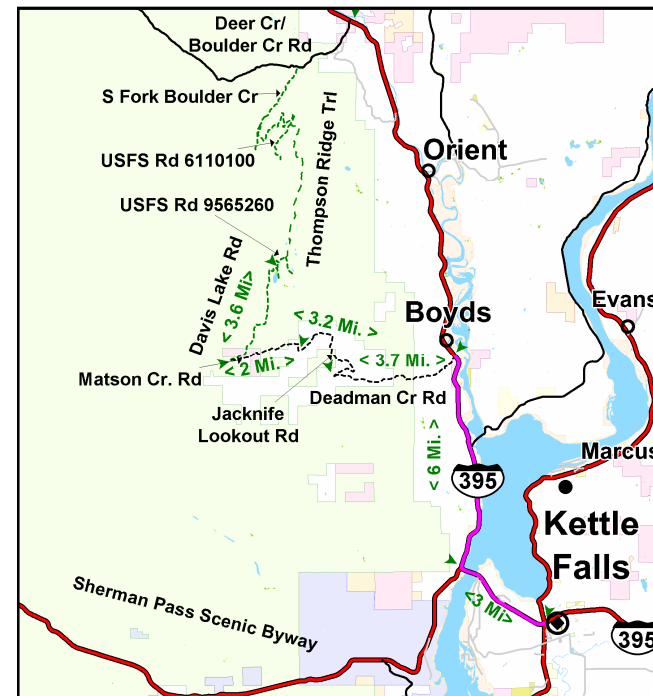 Deer Cr/
Boulder Cr Rd
S Fork Boulder Cr
Thompson Ridge Trl
USFS Rd 6110100
Orient
USFS Rd 9565260
Davis Lake Rd
< 3.6 Mi>
Evans
Boyds
< 3.2 Mi. >
< 3.7 Mi. >
< 2 Mi. >
Matson Cr. Rd
Deadman Cr Rd
Jacknife
Lookout Rd
< 6 Mi. >
Marcus
395
Kettle
Falls
Sherman Pass Scenic Byway
<3 Mi>
395